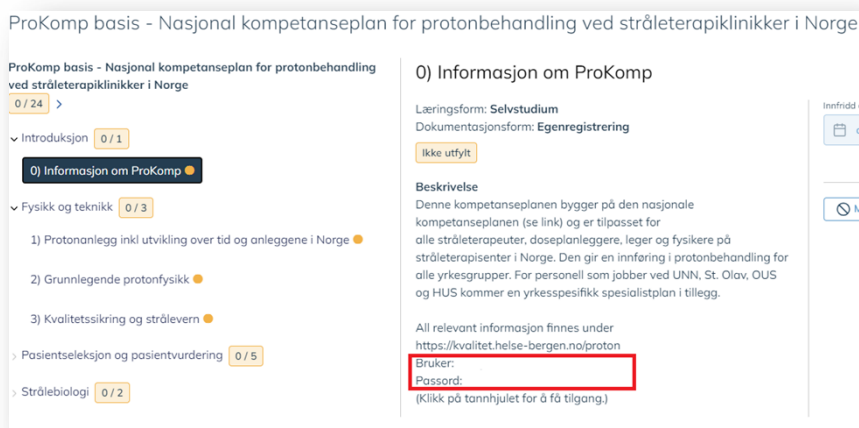 ProKomp basis - Nasjonal kompetanseplan for protonbehandling ved stråleterapiklinikker i Norge
ProKomp basis - Nasjonal kompetanseplan for protonbehandling
ved stråleterapiklinikker i Norge
0 / 24
Introduksjon 0 / 1
0) Informasjon om ProKomp
Fysikk og teknikk 0 / 3
1) Protonanlegg inkl utvikling over tid og anleggene i Norge
2) Grunnlegende protonfysikk
3) Kvalitetssikring og strålevern
Pasientseleksjon og pasientvurdering 0 / 5
Strålebiologi 0 / 2
0) Informasjon om ProKomp
Læringsform: Selvstudium
Dokumentasjonsform: Egenregistrering
Ikke utfylt
Beskrivelse
Denne kompetanseplanen bygger på den nasjonale
kompetanseplanen (se link) og er tilpasset for
alle stråleterapeuter, doseplanleggere, leger og fysikere på
stråleterapisenter i Norge. Den gir en innføring i protonbehandling for
alle yrkesgrupper. For personell som jobber ved UNN, St. Olav, OUS
og HUS kommer en yrkesspesifikk spesialistplan i tillegg.
All relevant informasjon finnes under
https://kvalitet.helse-bergen.no/proton
Bruker:
Passord:
(Klikk på tannhjulet for å få tilgang.)
Innfridd